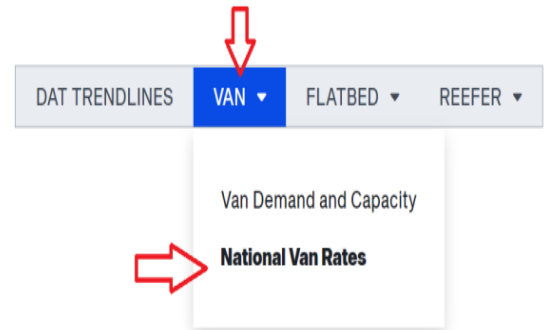 DAT TRENDLINES VAN FLATBED REEFER
Van Demand and Capacity
National Van Rates